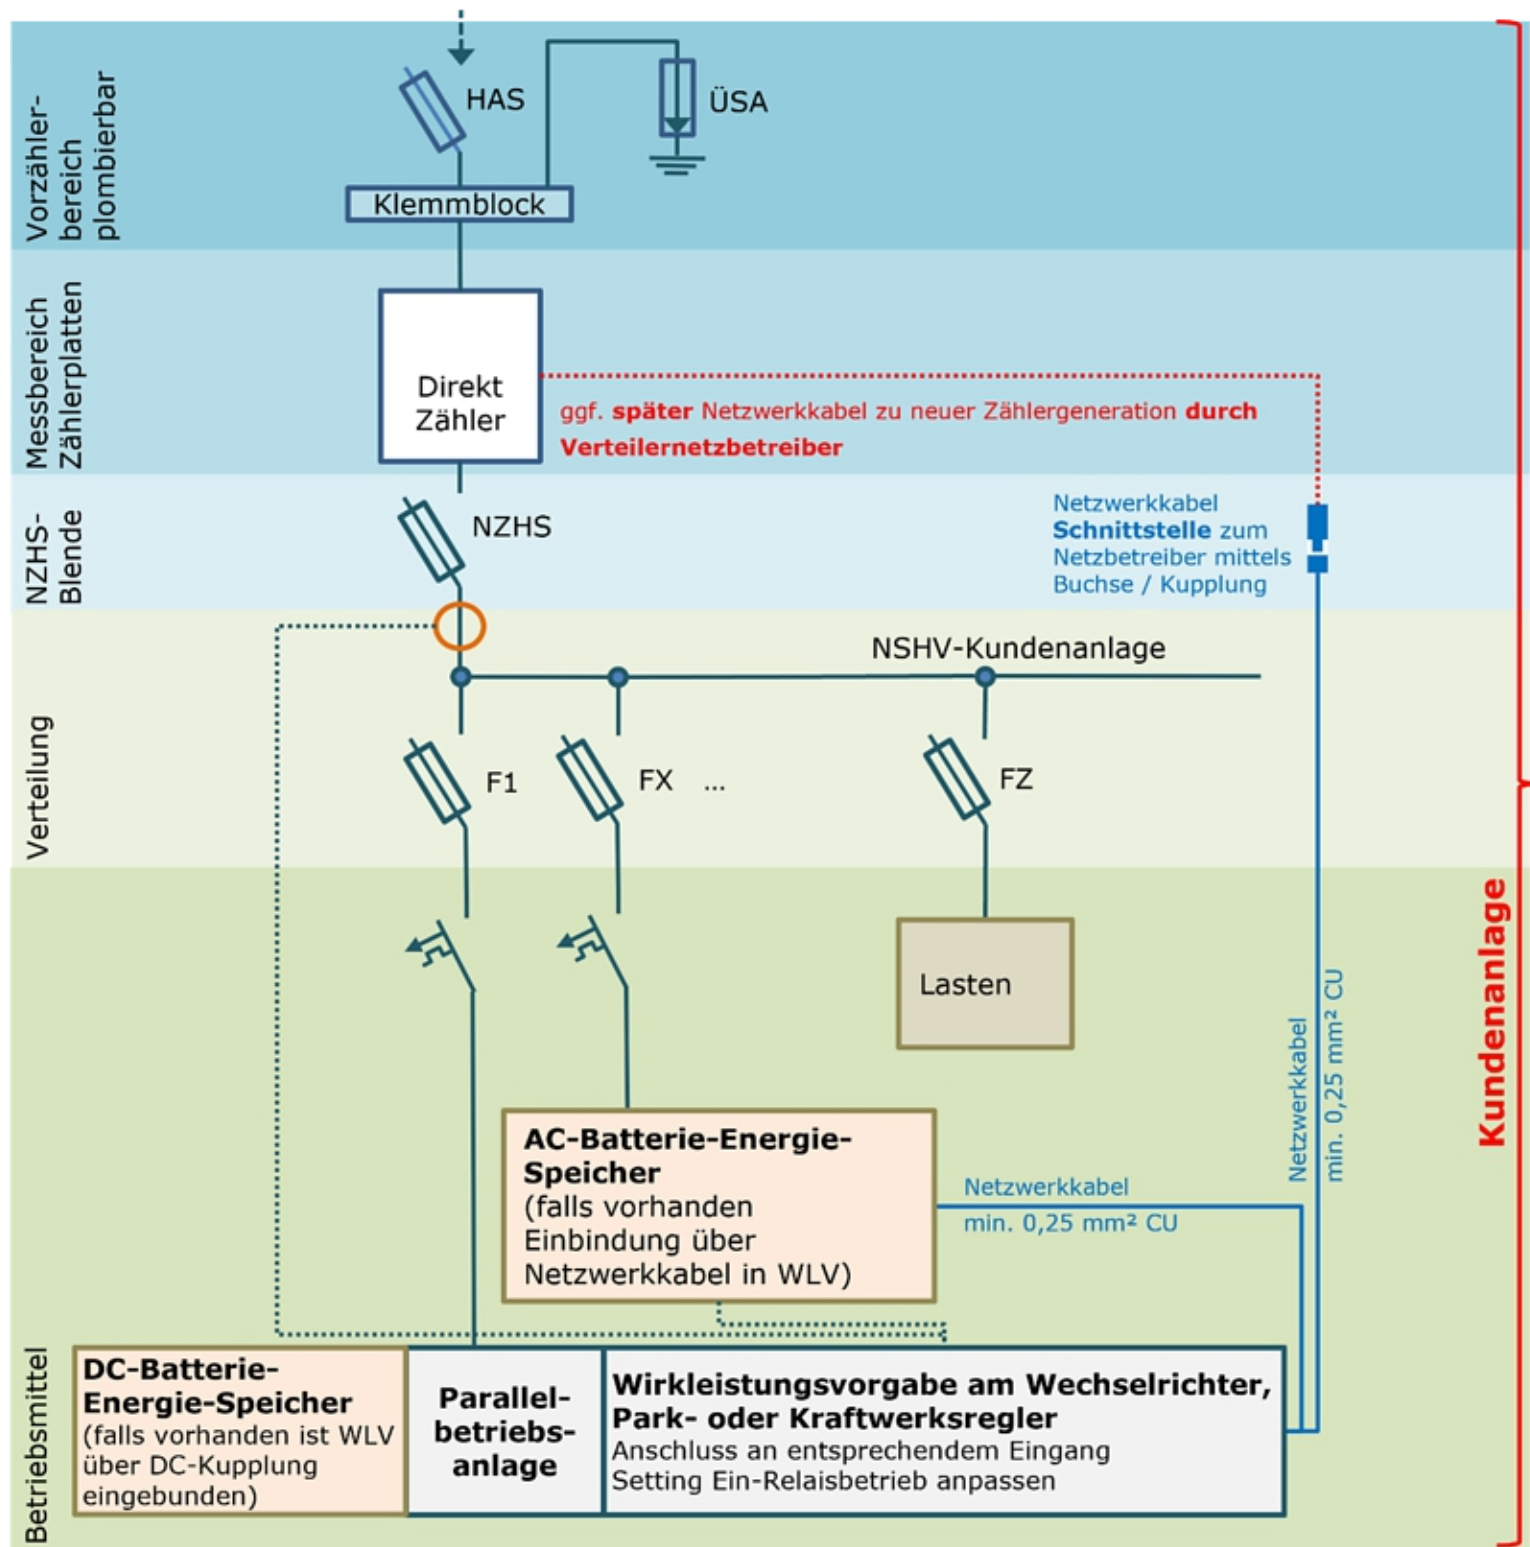 Vorzähler-
bereich
plombierbar
HAS
ÜSA
Klemmblock
Messbereich
Zählerplatten
Direkt
Zähler
ggf. später Netzwerkkabel zu neuer Zählergeneration durch
Verteilernetzbetreiber
NZHS-
Blende
NZHS
Netzwerkkabel
Schnittstelle zum
Netzbetreiber mittels
Buchse / Kupplung
Verteilung
NSHV-Kundenanlage
F1
FX ...
FZ
Kundenanlage
Lasten
Netzwerkkabel
min. 0,25 mm² CU
AC-Batterie-Energie-
Speicher
(falls vorhanden
Einbindung über
Netzwerkkabel in WLV)
Netzwerkkabel
min. 0,25 mm² CU
Betriebsmittel
DC-Batterie-
Energie-Speicher
(falls vorhanden ist WLV
über DC-Kupplung
eingebunden)
Parallel-
betriebs-
anlage
Wirkleistungsvorgabe am Wechselrichter,
Park- oder Kraftwerksregler
Anschluss an entsprechendem Eingang
Setting Ein-Relaisbetrieb anpassen